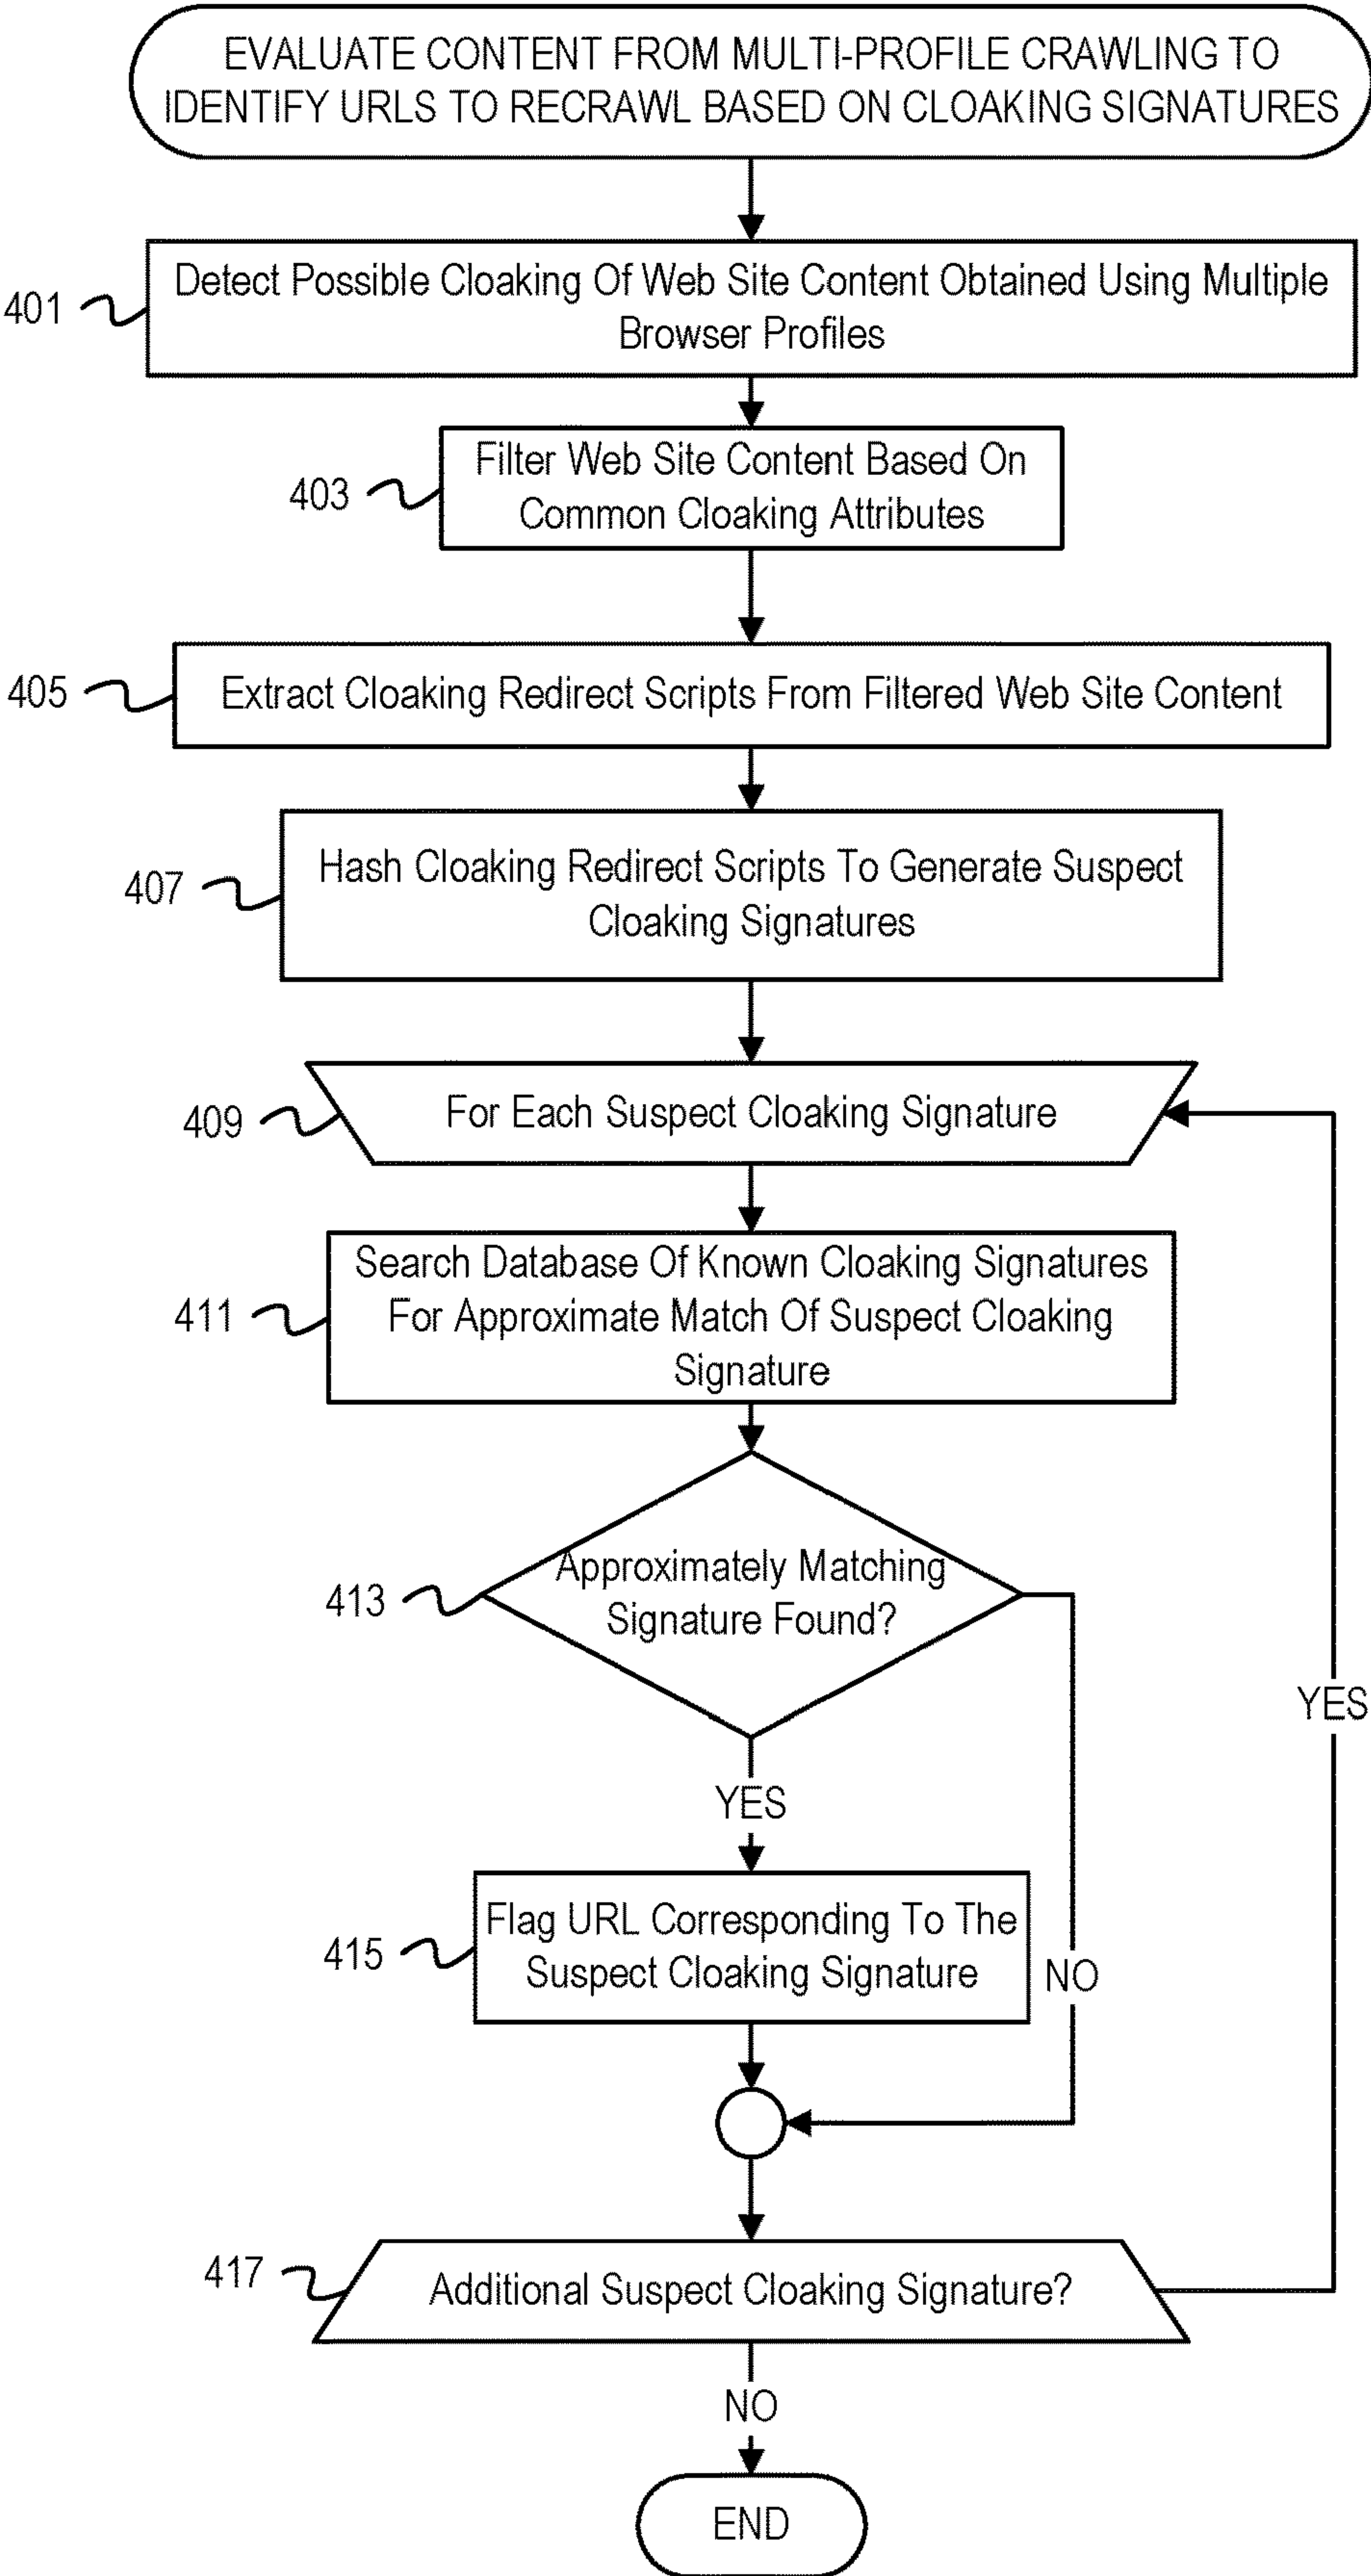 EVALUATE CONTENT FROM MULTI-PROFILE CRAWLING TO
IDENTIFY URLS TO RECRAWL BASED ON CLOAKING SIGNATURES
401
Detect Possible Cloaking Of Web Site Content Obtained Using Multiple
Browser Profiles
403
Filter Web Site Content Based On
Common Cloaking Attributes
405
Extract Cloaking Redirect Scripts From Filtered Web Site Content
407
Hash Cloaking Redirect Scripts To Generate Suspect
Cloaking Signatures
409
For Each Suspect Cloaking Signature
411
Search Database Of Known Cloaking Signatures
For Approximate Match Of Suspect Cloaking
Signature
413
Approximately Matching
Signature Found?
YES
YES
415
Flag URL Corresponding To The
Suspect Cloaking Signature
NO
417
Additional Suspect Cloaking Signature?
NO
END